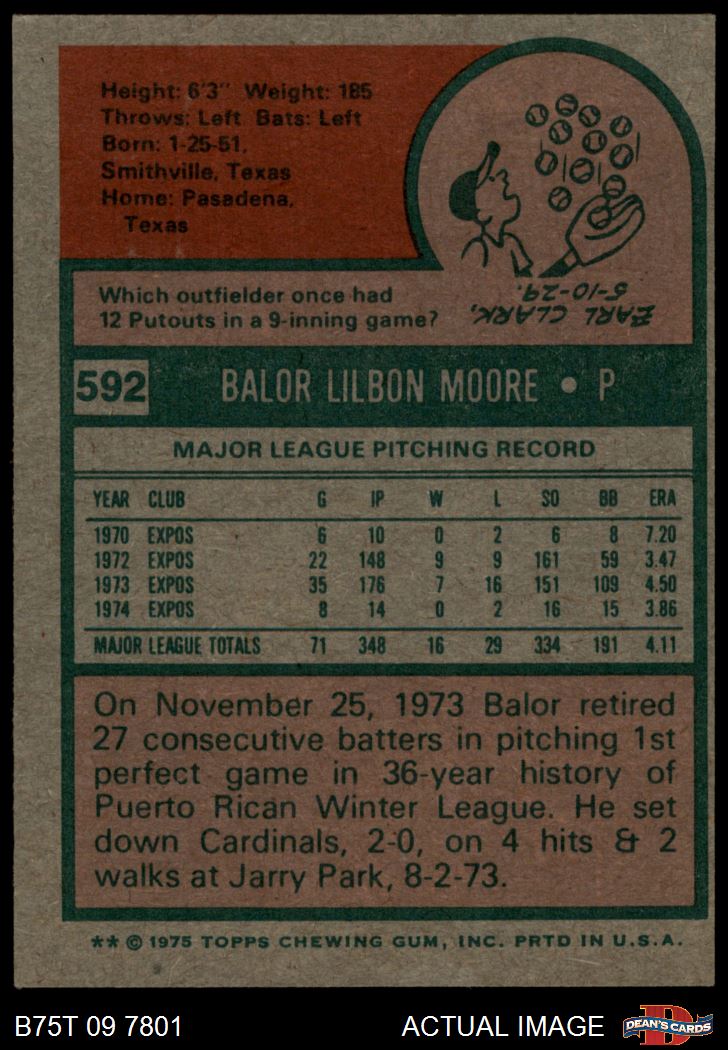 Height: 6'3" Weight: 185
Throws: Left Bats: Left
Born: 1-25-51,
Smithville, Texas
Home: Pasadena,
Texas
Which outfielder once had
12 Putouts in a 9-inning game?
EARL CLARK,
5-10-29.
592 BALOR LILBON MOORE • P
MAJOR LEAGUE PITCHING RECORD
YEAR CLUB G IP W L SO BB ERA
1970 EXPOS 6 10 0 2 6 8 7.20
1972 EXPOS 22 148 9 9 161 59 3.47
1973 EXPOS 35 176 7 16 151 109 4.50
1974 EXPOS 8 14 0 2 16 15 3.86
MAJOR LEAGUE TOTALS 71 348 16 29 334 191 4.11
On November 25, 1973 Balor retired
27 consecutive batters in pitching 1st
perfect game in 36-year history of
Puerto Rican Winter League. He set
down Cardinals, 2-0, on 4 hits & 2
walks at Jarry Park, 8-2-73.
** © 1975 TOPPS CHEWING GUM, INC. PRTD IN U.S.A.
B75T 09 7801 ACTUAL IMAGE D DEAN'S CARDS